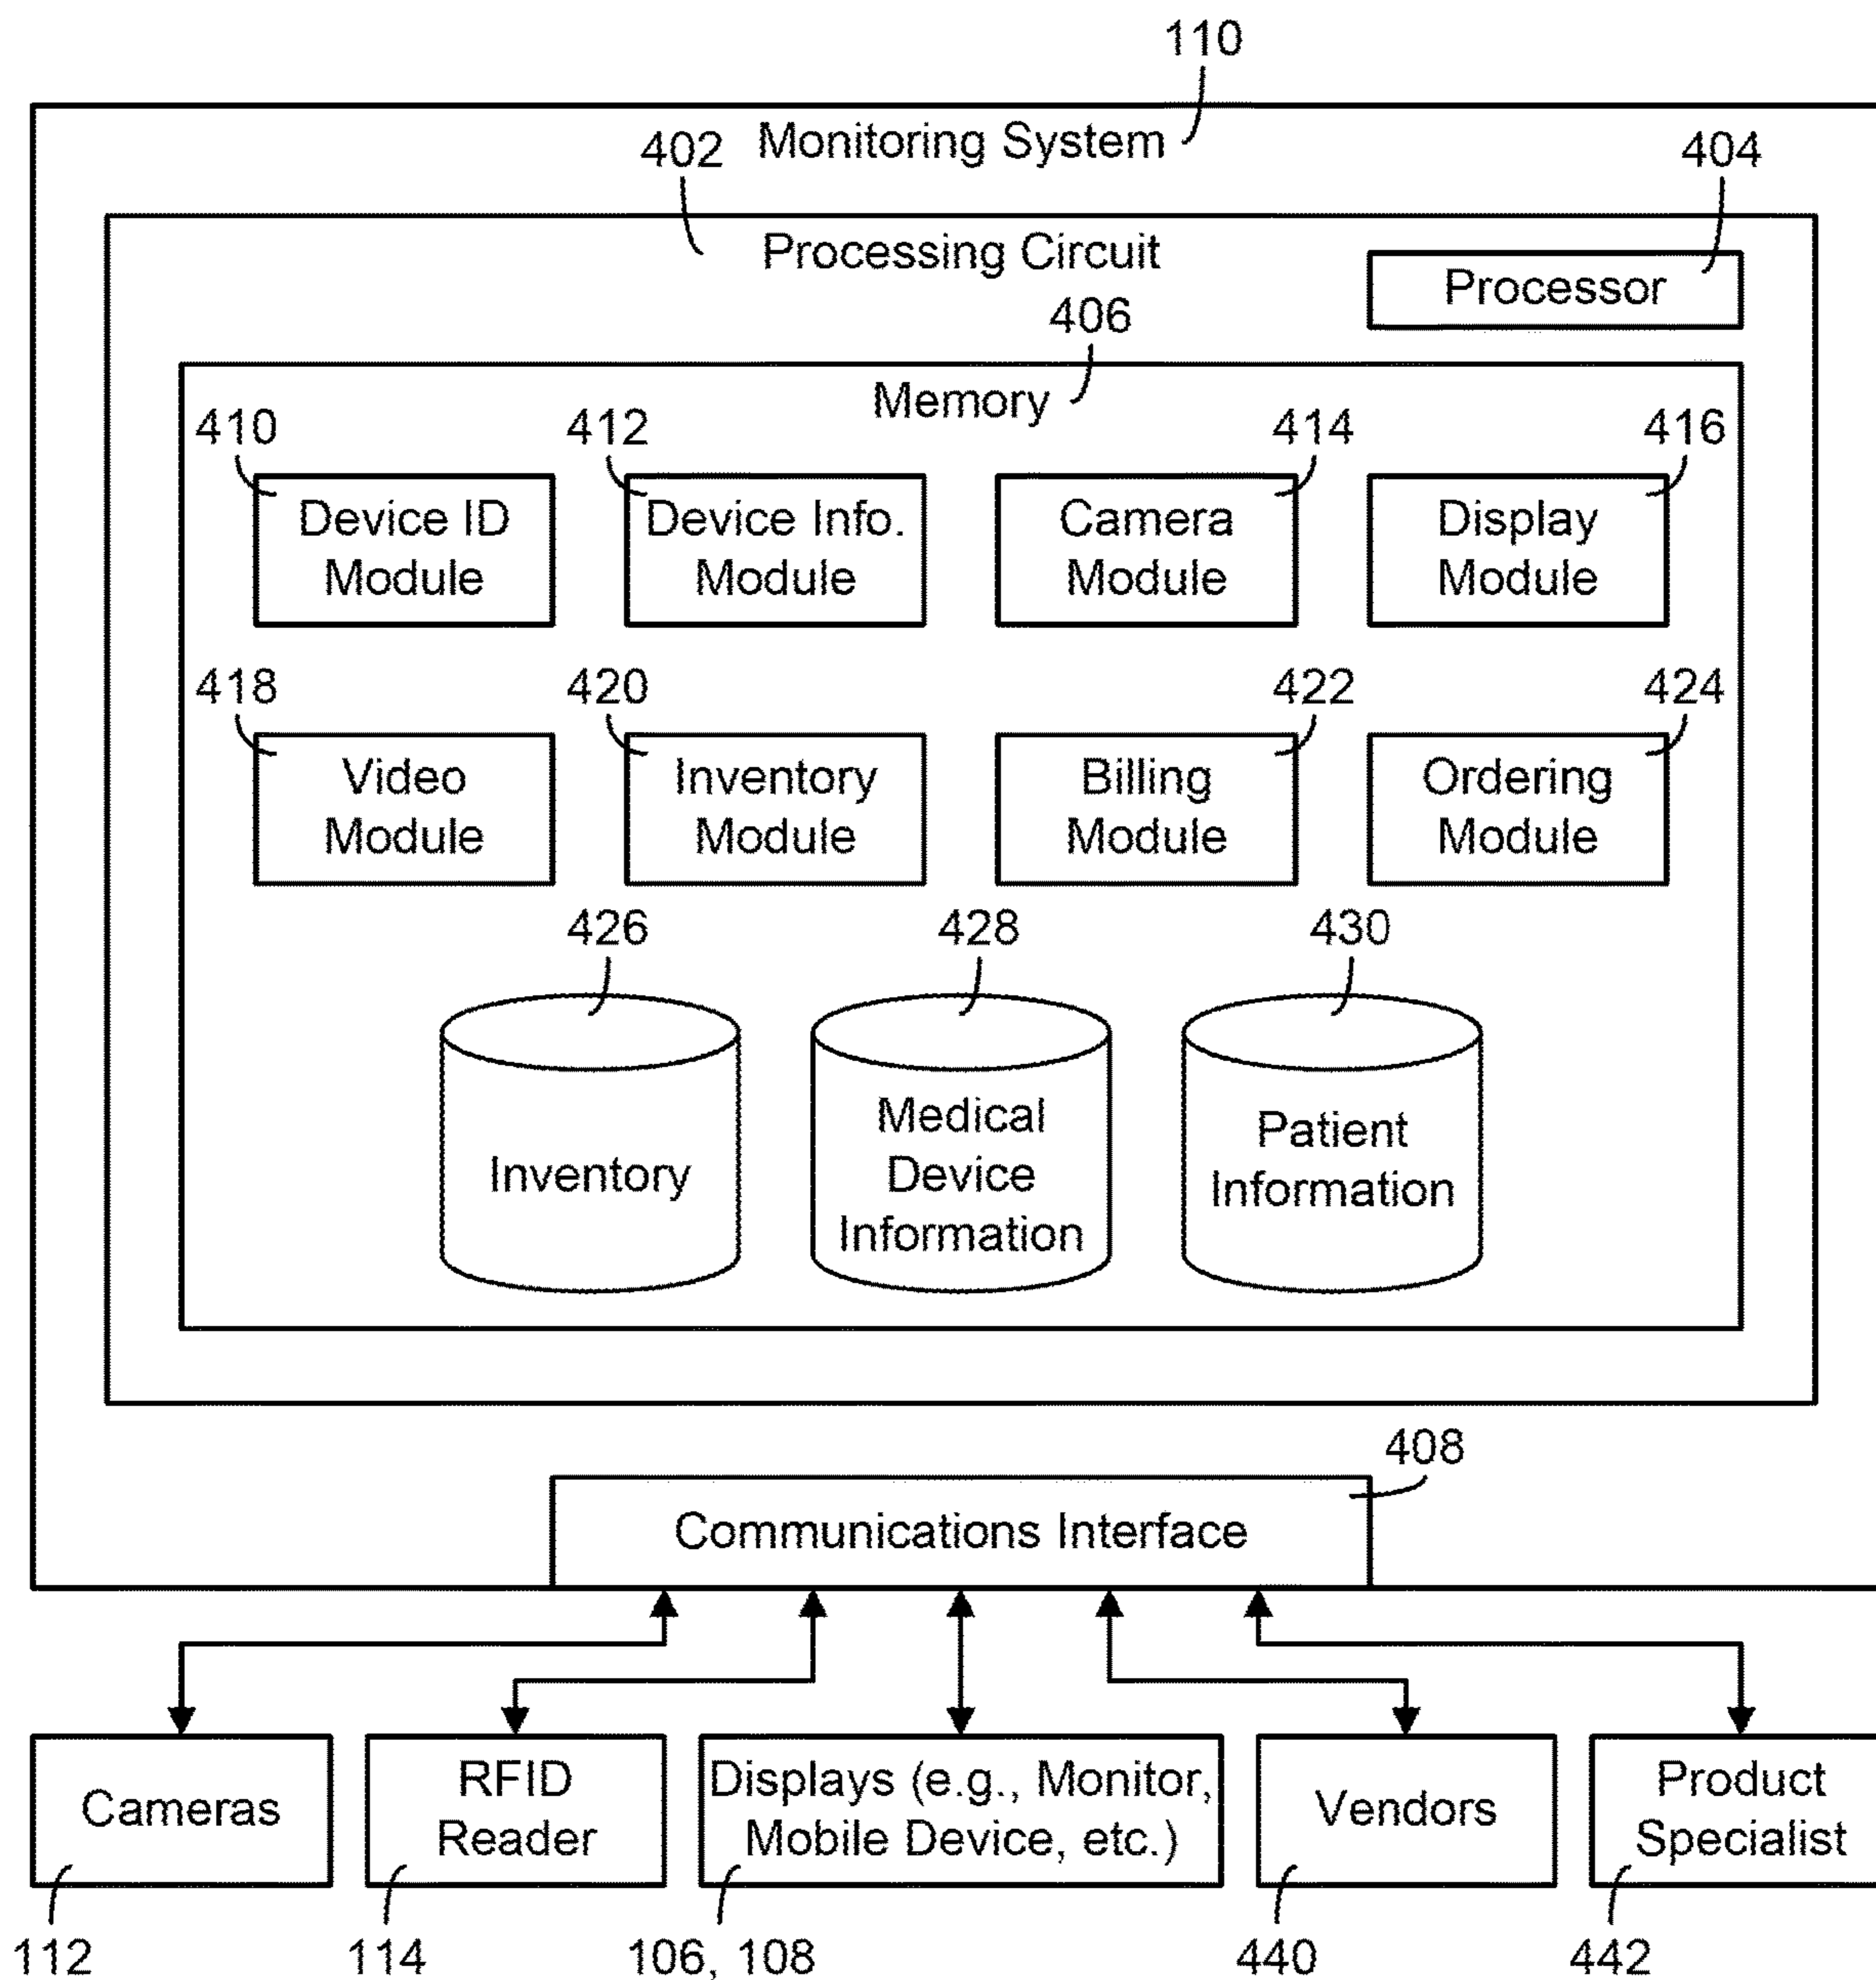 110
Monitoring System
402
404
Processing Circuit
Processor
406
Memory
410
412
414
416
Device ID
Module
Device Info.
Module
Camera
Module
Display
Module
418
420
422
424
Video
Module
Inventory
Module
Billing
Module
Ordering
Module
426
428
430
Inventory
Medical
Device
Information
Patient
Information
408
Communications Interface
Cameras
RFID
Reader
Displays (e.g., Monitor,
Mobile Device, etc.)
Vendors
Product
Specialist
112
114
106, 108
440
442